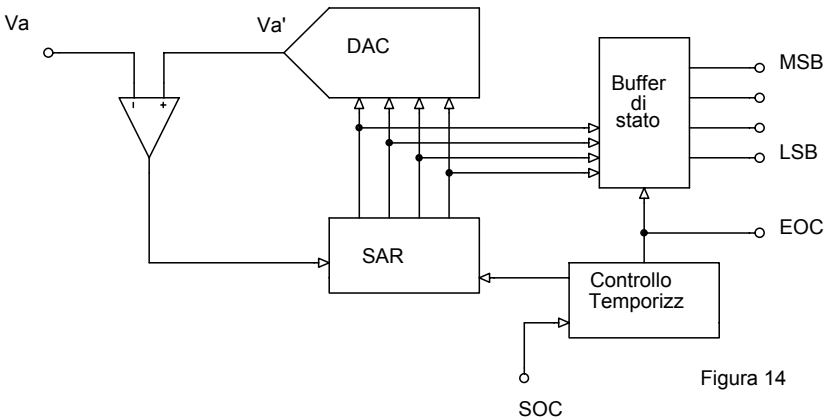 Va
Va'
DAC
Buffer
di
stato
MSB
LSB
EOC
SAR
Controllo
Temporizz
SOC
Figura 14
- +